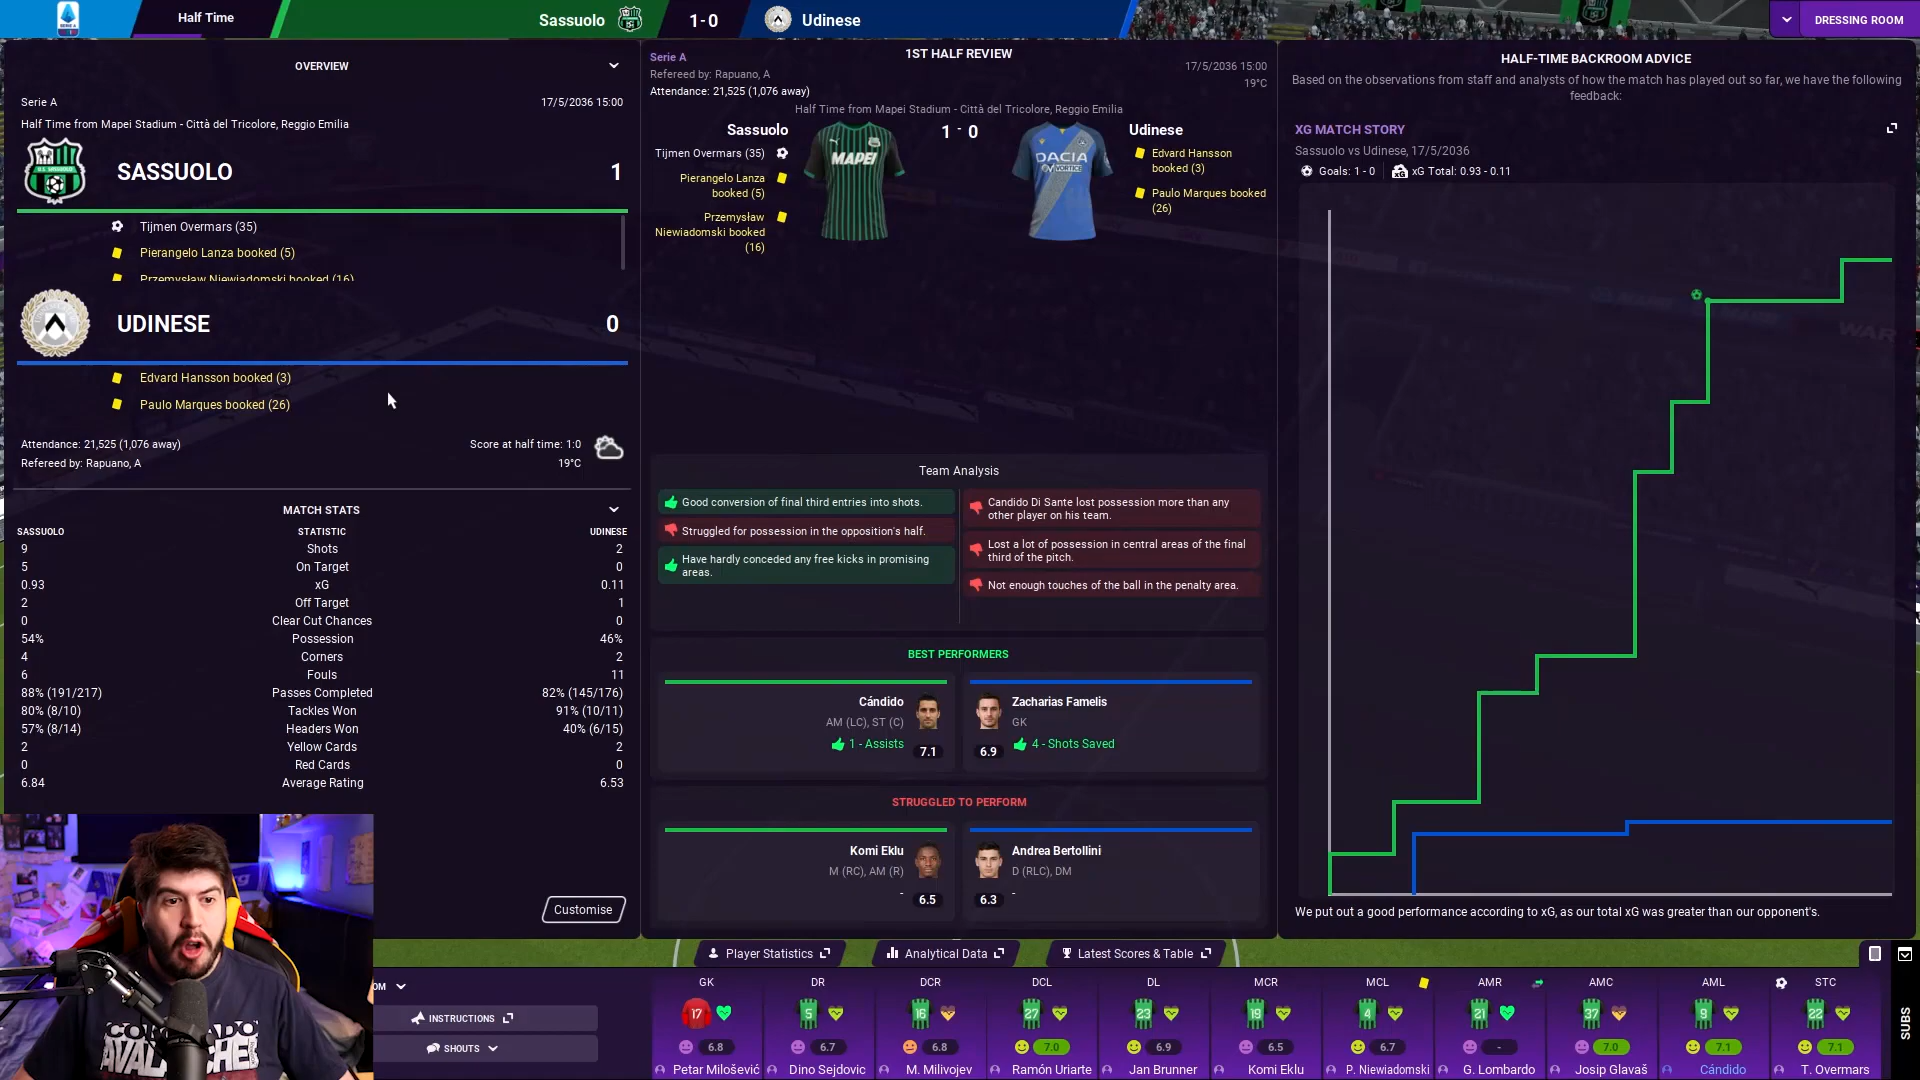 Half Time
Sassuolo
1 - 0
Udinese
DRESSING ROOM
OVERVIEW
Serie A
17/5/2036 15:00
Half Time from Mapei Stadium - Città del Tricolore, Reggio Emilia
SASSUOLO
1
Tijmen Overmars (35)
Pierangelo Lanza booked (5)
Przemysław Niewiadomski booked (16)
UDINESE
0
Edvard Hansson booked (3)
Paulo Marques booked (26)
Attendance: 21,525 (1,076 away)
Score at half time: 1:0
Refereed by: Rapuano, A
19°C
MATCH STATS
SASSUOLO STATISTIC UDINESE
9 Shots 2
5 On Target 0
0.93 xG 0.11
2 Off Target 1
0 Clear Cut Chances 0
54% Possession 46%
4 Corners 2
6 Fouls 11
88% (191/217) Passes Completed 82% (145/176)
80% (8/10) Tackles Won 91% (10/11)
57% (8/14) Headers Won 40% (6/15)
2 Yellow Cards 2
0 Red Cards 0
6.84 Average Rating 6.53
Customise
1ST HALF REVIEW
Serie A
Refereed by: Rapuano, A
Attendance: 21,525 (1,076 away)
17/5/2036 15:00
19°C
Half Time from Mapei Stadium - Città del Tricolore, Reggio Emilia
Sassuolo
1 - 0
Udinese
Tijmen Overmars (35)
Pierangelo Lanza
booked (5)
Przemysław
Niewiadomski booked
(16)
MAPEI
DACIA
Edvard Hansson
booked (3)
Paulo Marques booked
(26)
Team Analysis
Good conversion of final third entries into shots.
Struggled for possession in the opposition's half.
Have hardly conceded any free kicks in promising
areas.
Candido Di Sante lost possession more than any
other player on his team.
Lost a lot of possession in central areas of the final
third of the pitch.
Not enough touches of the ball in the penalty area.
BEST PERFORMERS
Cándido
AM (LC), ST (C)
1 - Assists
7.1
Zacharias Famelis
GK
4 - Shots Saved
6.9
STRUGGLED TO PERFORM
Komi Eklu
M (RC), AM (R)
-
6.5
Andrea Bertollini
D (RLC), DM
-
6.3
HALF-TIME BACKROOM ADVICE
Based on the observations from staff and analysts of how the match has played out so far, we have the following
feedback:
XG MATCH STORY
Sassuolo vs Udinese, 17/5/2036
Goals: 1 - 0
xG Total: 0.93 - 0.11
We put out a good performance according to xG, as our total xG was greater than our opponent's.
Player Statistics
Analytical Data
Latest Scores & Table
OM
INSTRUCTIONS
SHOUTS
GK DR DCR DCL DL MCR MCL AMR AMC AML STC
17 5 16 27 23 19 4 21 37 9 22
6.8 6.7 6.8 7.0 6.9 6.5 6.7 - 7.0 7.1 7.1
Petar Milošević Dino Sejdovic M. Milivojev Ramón Uriarte Jan Brunner Komi Eklu P. Niewiadomski G. Lombardo Josip Glavaš Cándido T. Overmars
SUBS